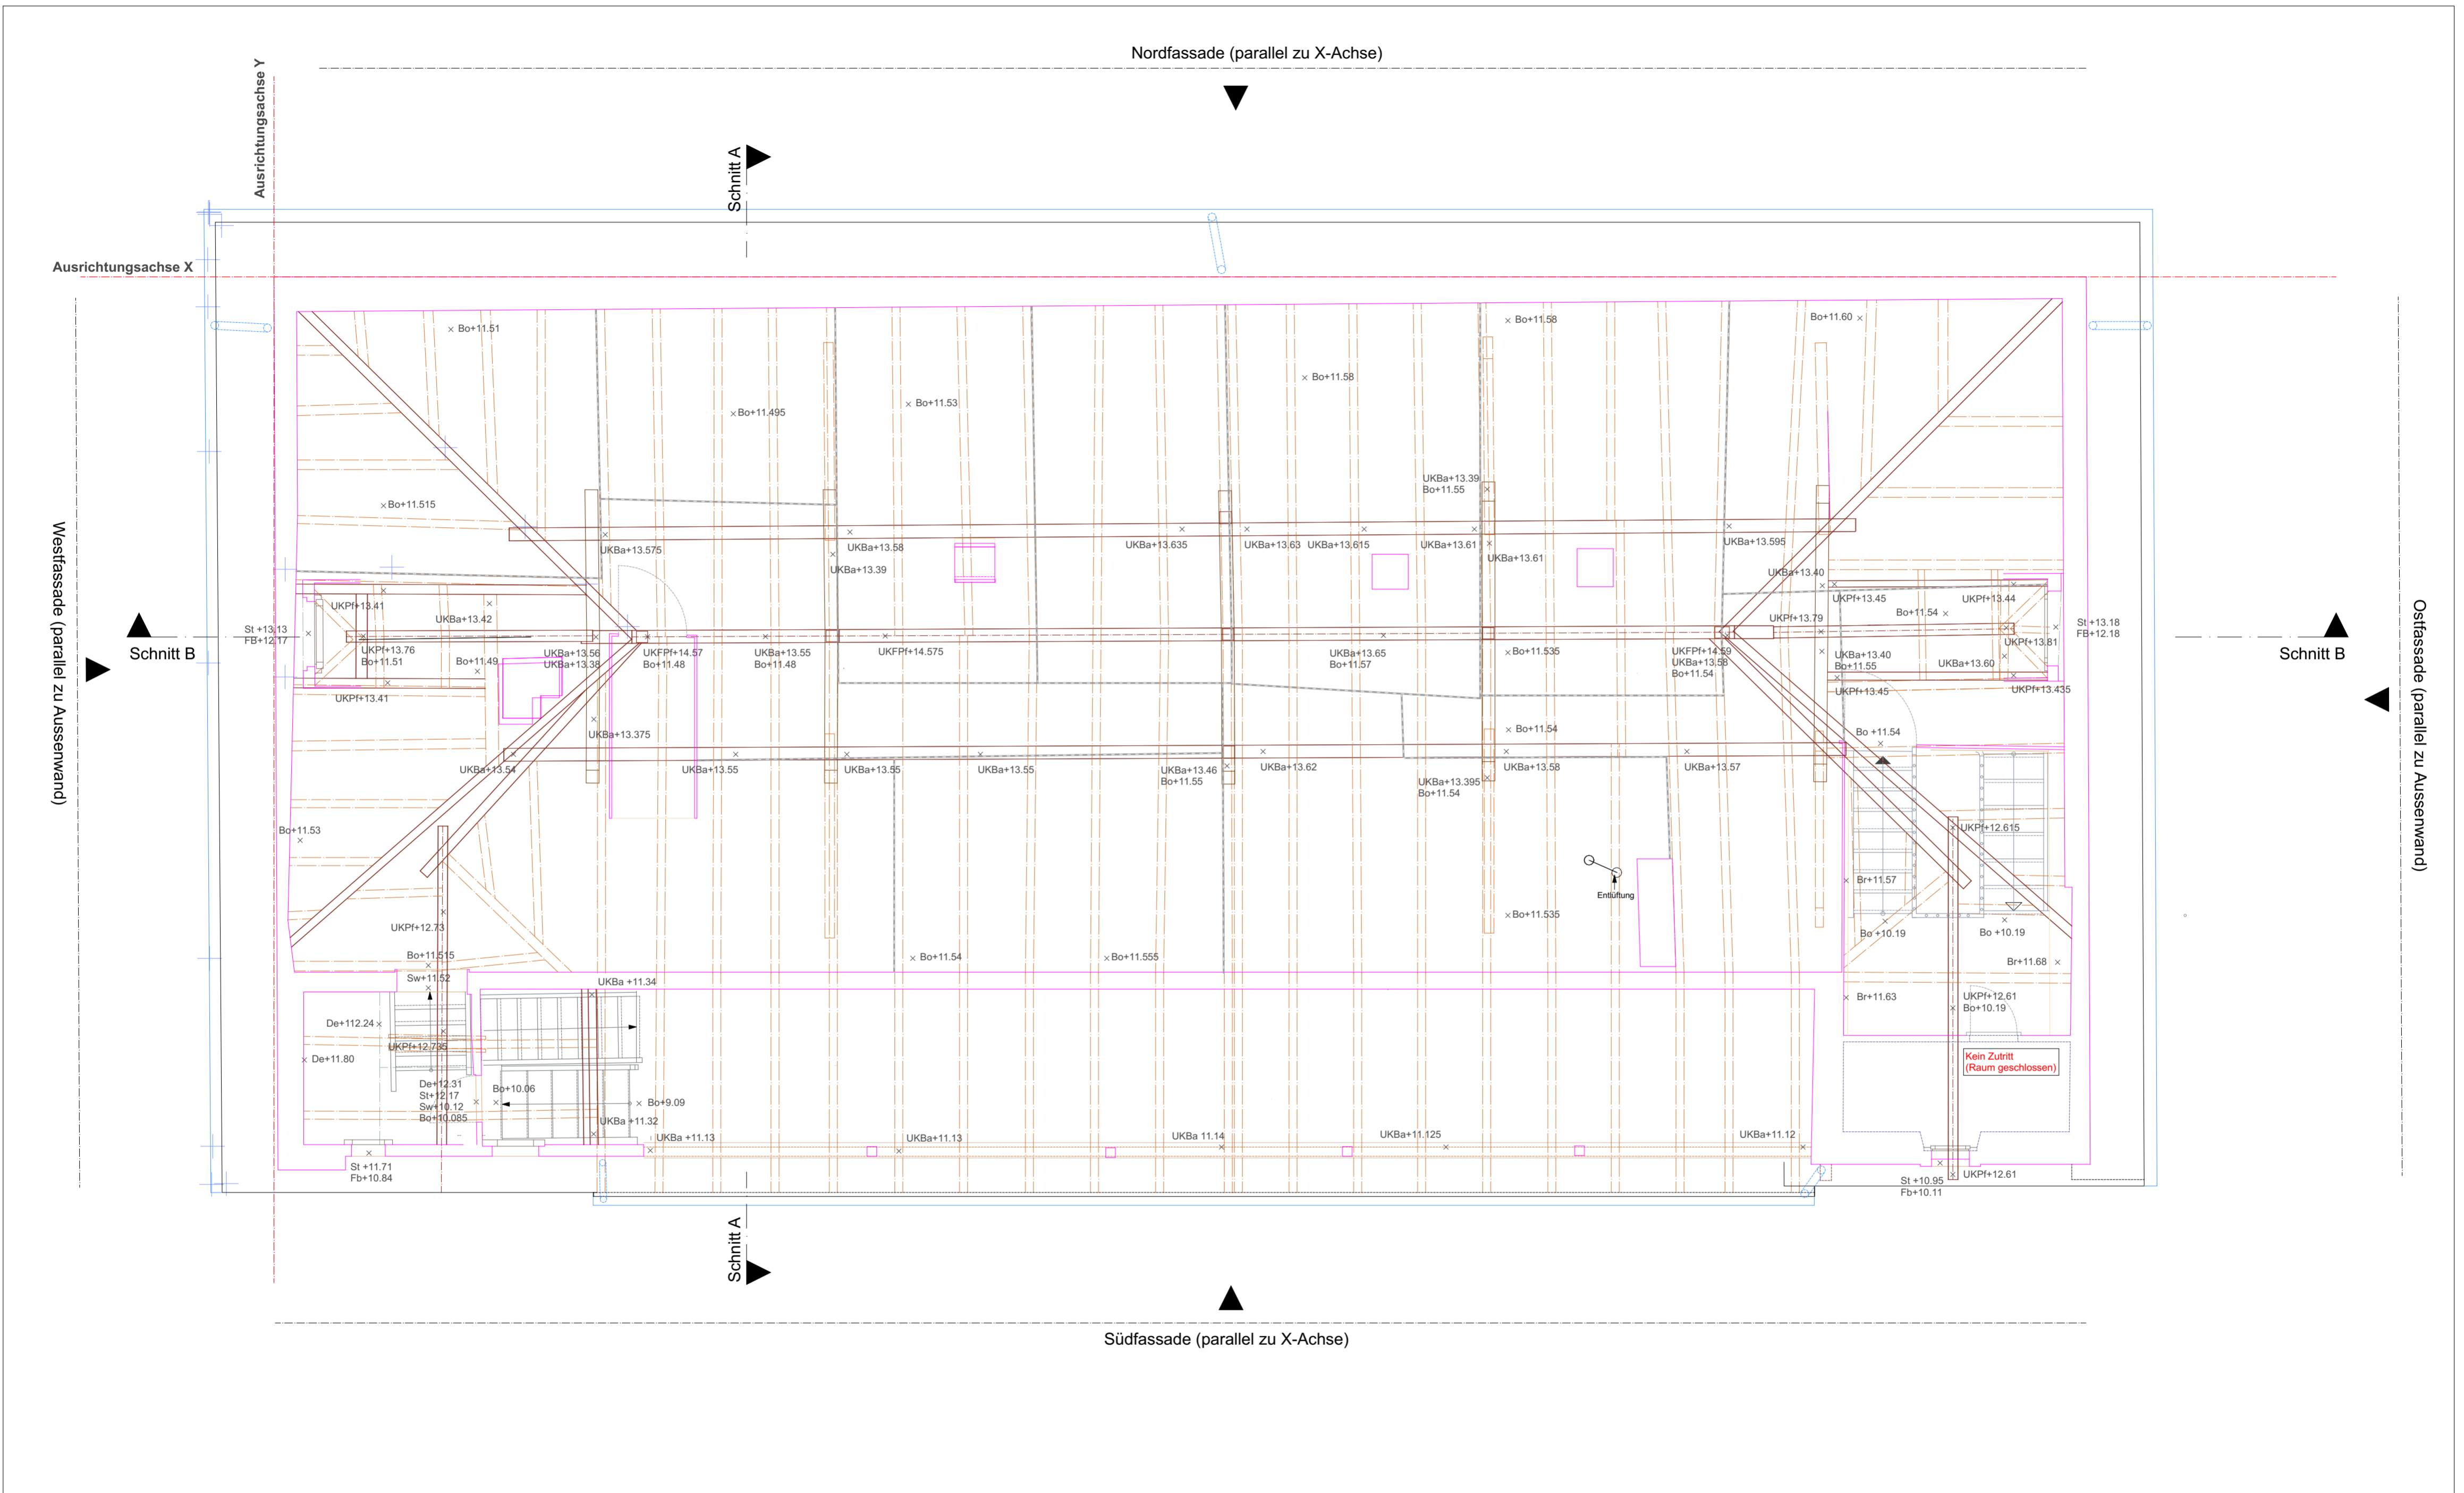 Nordfassade (parallel zu X-Achse)
Ausrichtungsachse Y
Schnitt A
Ausrichtungsachse X
Bo+11.51
Bo+11.58
Bo+11.60
Bo+11.58
Bo+11.53
Bo+11.495
UKBa+13.39
Bo+11.55
Bo+11.515
UKBa+13.575
UKBa+13.58
UKBa+13.635
UKBa+13.63
UKBa+13.615
UKBa+13.61
UKBa+13.595
UKBa+13.61
UKBa+13.39
UKBa+13.40
Westfassade (parallel zu Aussenwand)
Ostfassade (parallel zu Aussenwand)
UKPf+13.41
UKBa+13.42
UKPf+13.45
UKPf+13.44
Bo+11.54
UKPf+13.79
St +13.13
FB+12.17
St +13.18
FB+12.18
Schnitt B
Schnitt B
UKPf+13.76
Bo+11.51
Bo+11.49
UKBa+13.56
UKBa+13.38
UKFPf+14.57
Bo+11.48
UKBa+13.55
Bo+11.48
UKFPf+14.575
UKBa+13.65
Bo+11.57
Bo+11.535
UKFPf+14.59
UKBa+13.58
Bo+11.54
UKBa+13.40
Bo+11.55
UKPf+13.81
UKBa+13.60
UKPf+13.41
UKPf+13.45
UKPf+13.435
UKBa+13.375
Bo+11.54
Bo +11.54
UKBa+13.54
UKBa+13.55
UKBa+13.55
UKBa+13.55
UKBa+13.46
Bo+11.55
UKBa+13.62
UKBa+13.395
Bo+11.54
UKBa+13.58
UKBa+13.57
Bo+11.53
UKPf+12.615
Br+11.57
Entlüftung
UKPf+12.73
Bo+11.535
Bo +10.19
Bo +10.19
Bo+11.515
Bo+11.54
Bo+11.555
Br+11.68
Sw+11.52
UKBa +11.34
Br+11.63
UKPf+12.61
Bo+10.19
De+112.24
UKPf+12.735
De+11.80
Kein Zutritt
(Raum geschlossen)
De+12.31
St+12.17
Sw+10.12
Bo+10.085
Bo+10.06
Bo+9.09
UKBa +11.32
UKBa +11.13
UKBa+11.13
UKBa 11.14
UKBa+11.125
UKBa+11.12
St +11.71
Fb+10.84
UKPf+12.61
St +10.95
Fb+10.11
Schnitt A
Südfassade (parallel zu X-Achse)